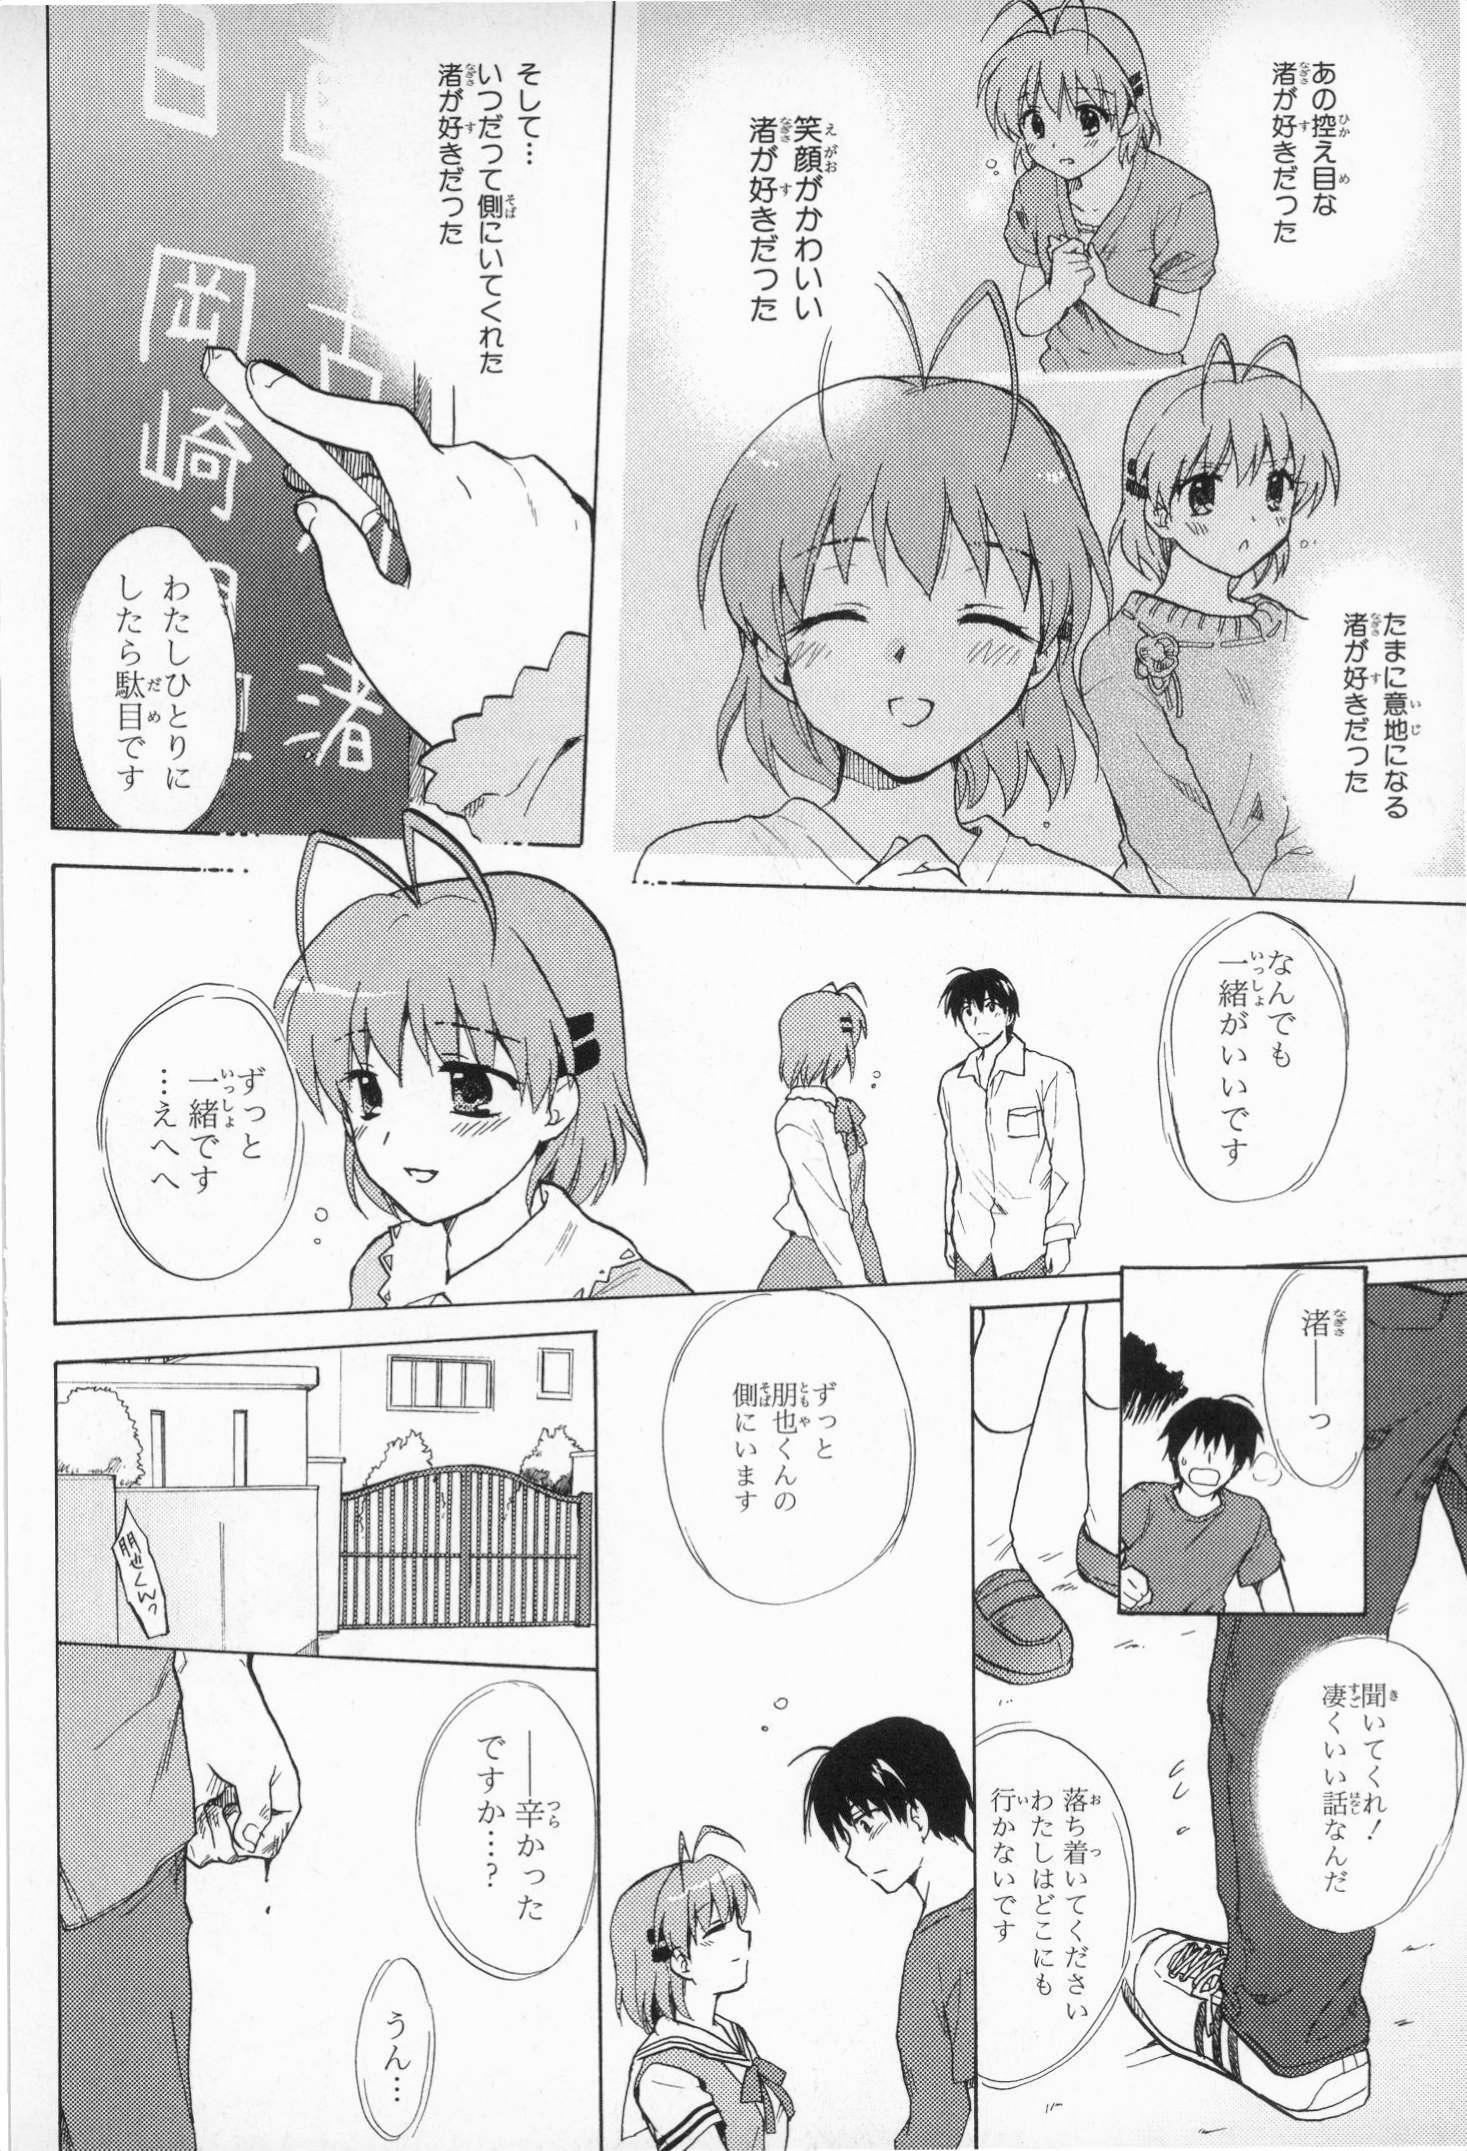 あの控え目な
渚が好きだった
たまに意地になる
渚が好きだった
笑顔がかわいい
渚が好きだった
そして…
いつだって側にいてくれた
渚が好きだった
日直
岡崎
渚
わたしひとりに
したら駄目です
なんでも
一緒がいいです
ずっと
一緒です
…えへへ
渚――っ
聞いてくれ!
凄くいい話なんだ
落ち着いてください
わたしはどこにも
行かないです
ずっと
朋也くんの
側にいます
朋也くんっ
――辛かった
ですか…?
うん…